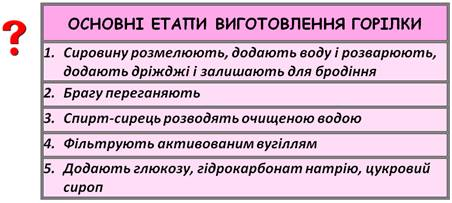 ?
ОСНОВНІ ЕТАПИ ВИГОТОВЛЕННЯ ГОРІЛКИ
1. Сировину розмелюють, додають воду і розварюють,
додають дріжджі і залишають для бродіння
2. Брагу переганяють
3. Спирт-сирець розводять очищеною водою
4. Фільтрують активованим вугіллям
5. Додають глюкозу, гідрокарбонат натрію, цукровий
сироп